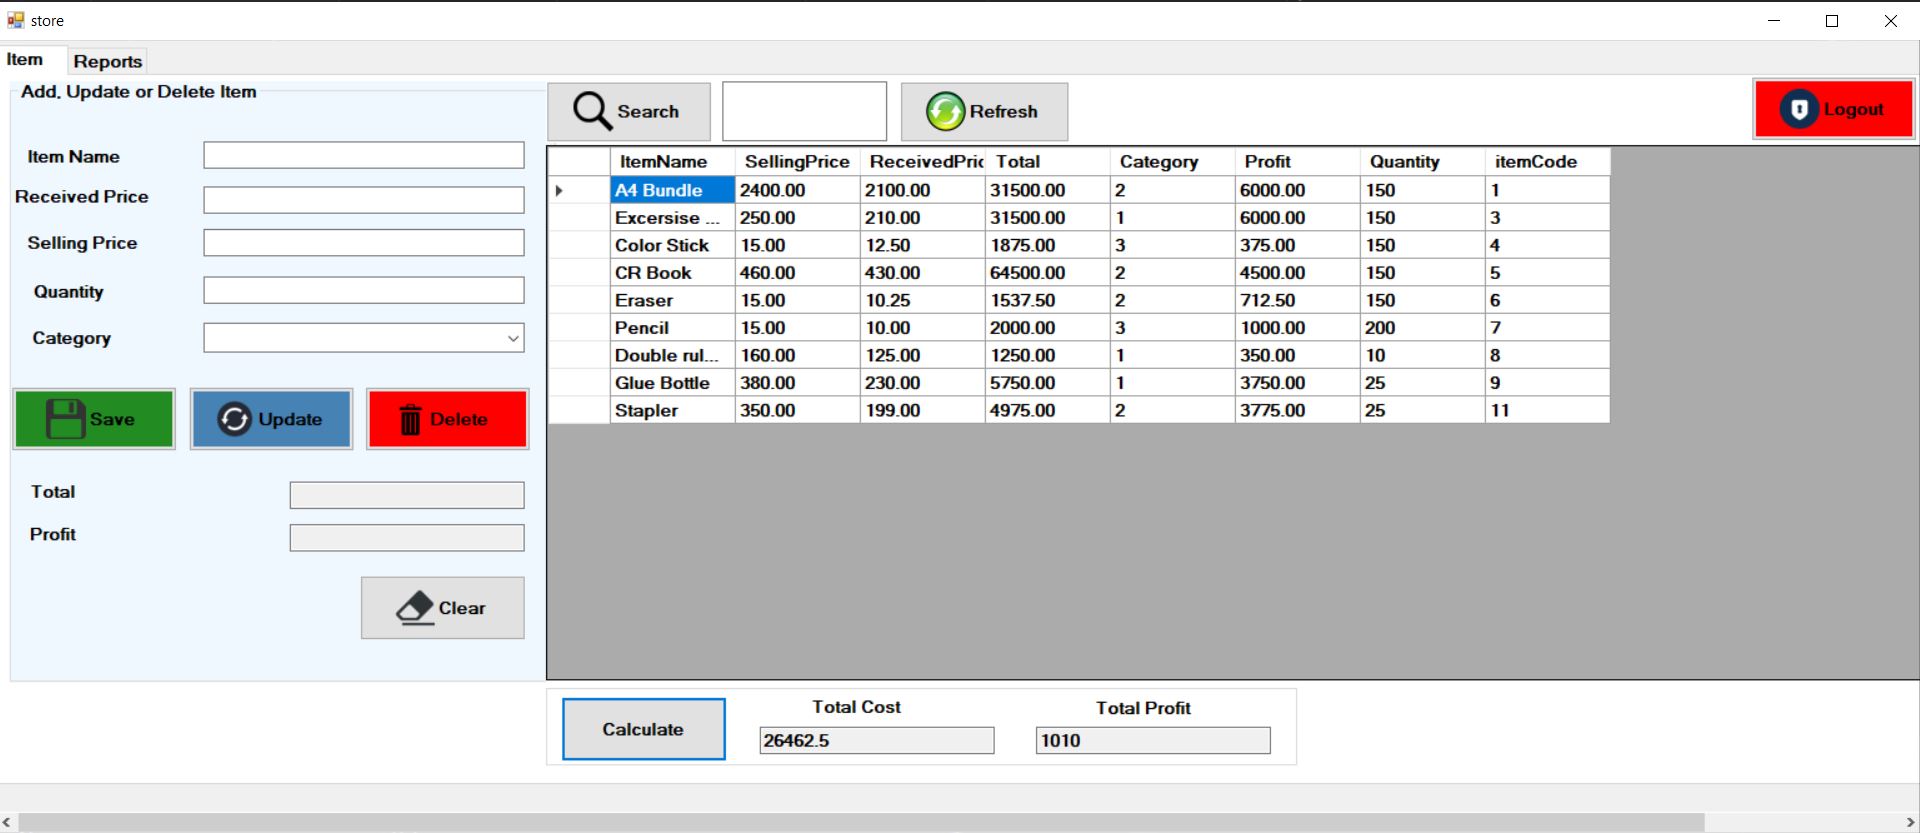 store
Item Reports
Add, Update or Delete Item
Item Name
Received Price
Selling Price
Quantity
Category
Save Update Delete
Total
Profit
Clear
Search Refresh Logout
ItemName SellingPrice ReceivedPric Total Category Profit Quantity itemCode
A4 Bundle 2400.00 2100.00 31500.00 2 6000.00 150 1
Excersise ... 250.00 210.00 31500.00 1 6000.00 150 3
Color Stick 15.00 12.50 1875.00 3 375.00 150 4
CR Book 460.00 430.00 64500.00 2 4500.00 150 5
Eraser 15.00 10.25 1537.50 2 712.50 150 6
Pencil 15.00 10.00 2000.00 3 1000.00 200 7
Double rul... 160.00 125.00 1250.00 1 350.00 10 8
Glue Bottle 380.00 230.00 5750.00 1 3750.00 25 9
Stapler 350.00 199.00 4975.00 2 3775.00 25 11
Calculate
Total Cost Total Profit
26462.5 1010